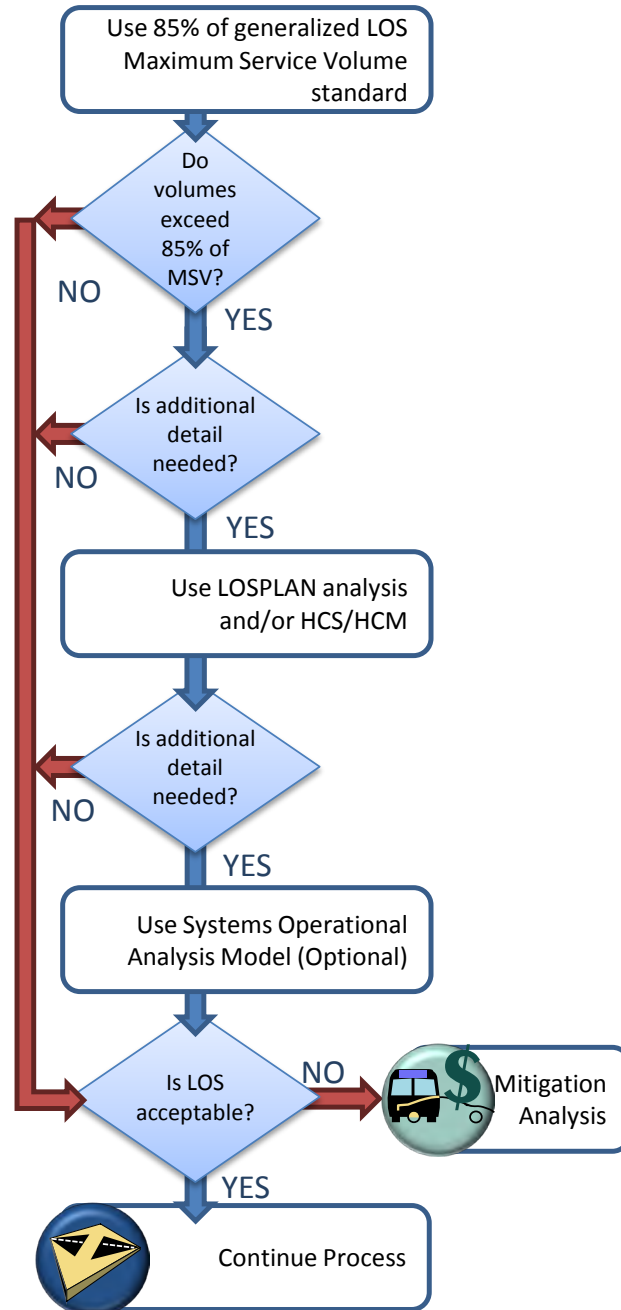 Use 85% of generalized LOS
Maximum Service Volume
standard
Do
volumes
exceed
85% of
MSV?
NO
YES
Is additional
detail
needed?
NO
YES
Use LOSPLAN analysis
and/or HCS/HCM
Is additional
detail
needed?
NO
YES
Use Systems Operational
Analysis Model (Optional)
Is LOS
acceptable?
NO
$
Mitigation
Analysis
YES
Continue Process